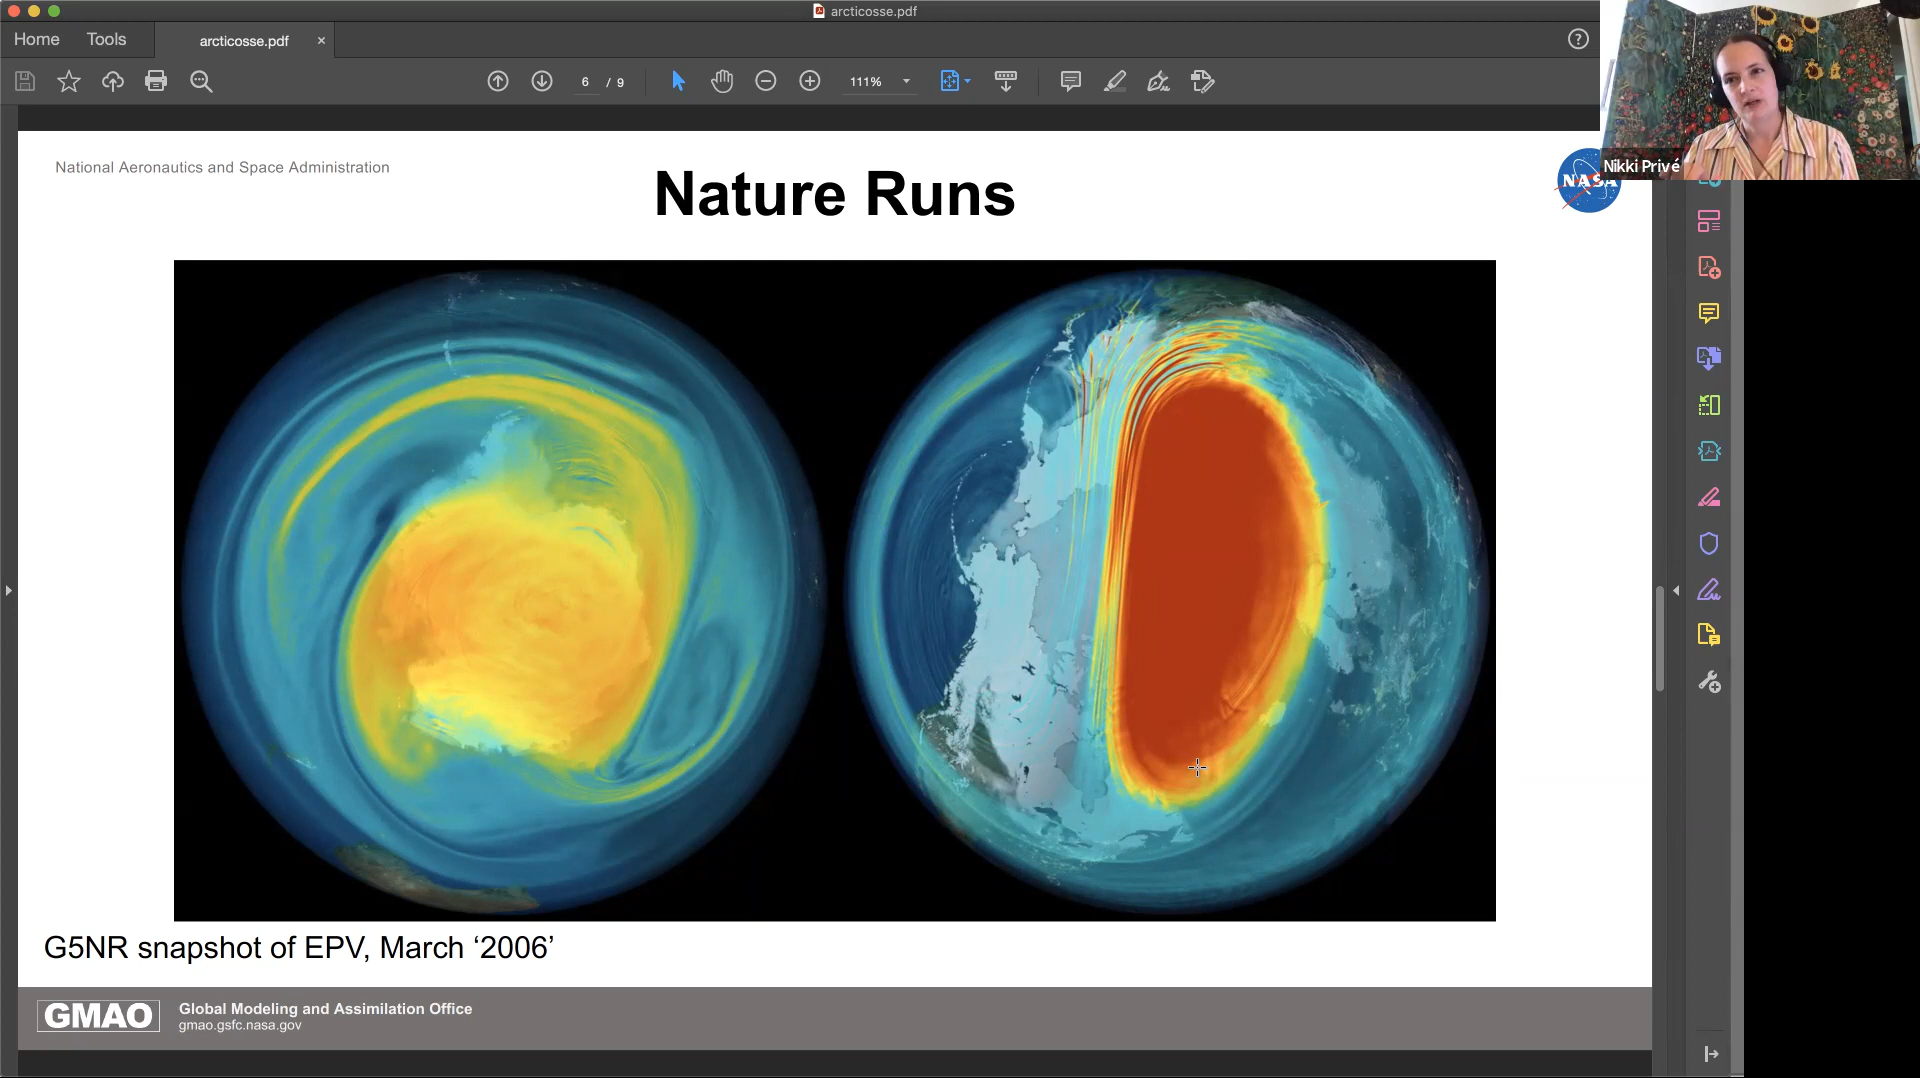 arcticosse.pdf
Home
Tools
arcticosse.pdf
×
?
6 / 9
111%
Nikki Privé
National Aeronautics and Space Administration
Nature Runs
NASA
G5NR snapshot of EPV, March ‘2006’
GMAO
Global Modeling and Assimilation Office
gmao.gsfc.nasa.gov